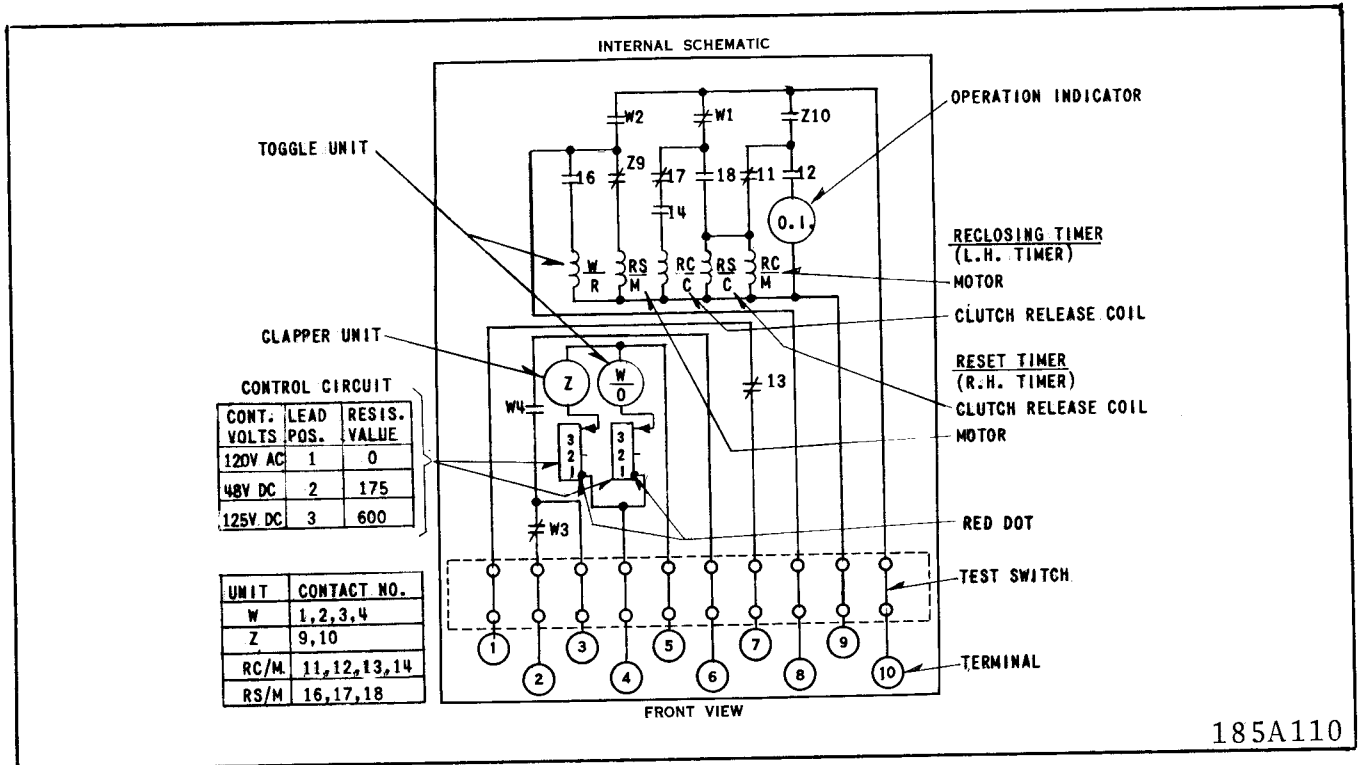 INTERNAL SCHEMATIC
OPERATION INDICATOR
W2
W1
Z10
TOGGLE UNIT
16
Z9
17
18
11
12
14
O.I.
RECLOSING TIMER
(L.H. TIMER)
MOTOR
W
R
RS
M
RC
C
RS
C
RC
M
CLUTCH RELEASE COIL
CLAPPER UNIT
RESET TIMER
(R.H. TIMER)
CLUTCH RELEASE COIL
MOTOR
CONTROL CIRCUIT
CONT. VOLTS LEAD POS. RESIS. VALUE
120V AC 1 0
48V DC 2 175
125V DC 3 600
Z
W
O
13
W4
3
2
1
3
2
1
W3
RED DOT
TEST SWITCH
UNIT CONTACT NO.
W 1,2,3,4
Z 9,10
RC/M 11,12,13,14
RS/M 16,17,18
1
2
3
4
5
6
7
8
9
10
TERMINAL
FRONT VIEW
185A110